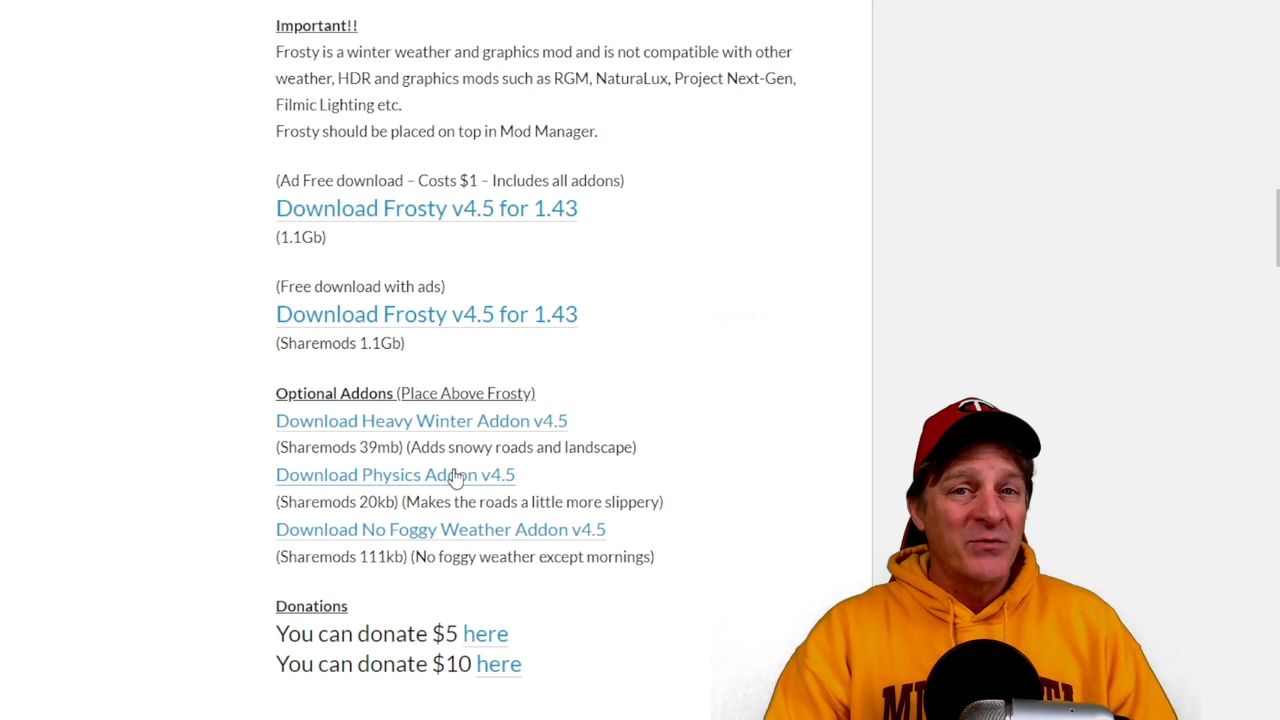 Important!!
Frosty is a winter weather and graphics mod and is not compatible with other
weather, HDR and graphics mods such as RGM, NaturaLux, Project Next-Gen,
Filmic Lighting etc.
Frosty should be placed on top in Mod Manager.
(Ad Free download – Costs $1 – Includes all addons)
Download Frosty v4.5 for 1.43
(1.1Gb)
(Free download with ads)
Download Frosty v4.5 for 1.43
(Sharemods 1.1Gb)
Optional Addons (Place Above Frosty)
Download Heavy Winter Addon v4.5
(Sharemods 39mb) (Adds snowy roads and landscape)
Download Physics Addon v4.5
(Sharemods 20kb) (Makes the roads a little more slippery)
Download No Foggy Weather Addon v4.5
(Sharemods 111kb) (No foggy weather except mornings)
Donations
You can donate $5 here
You can donate $10 here